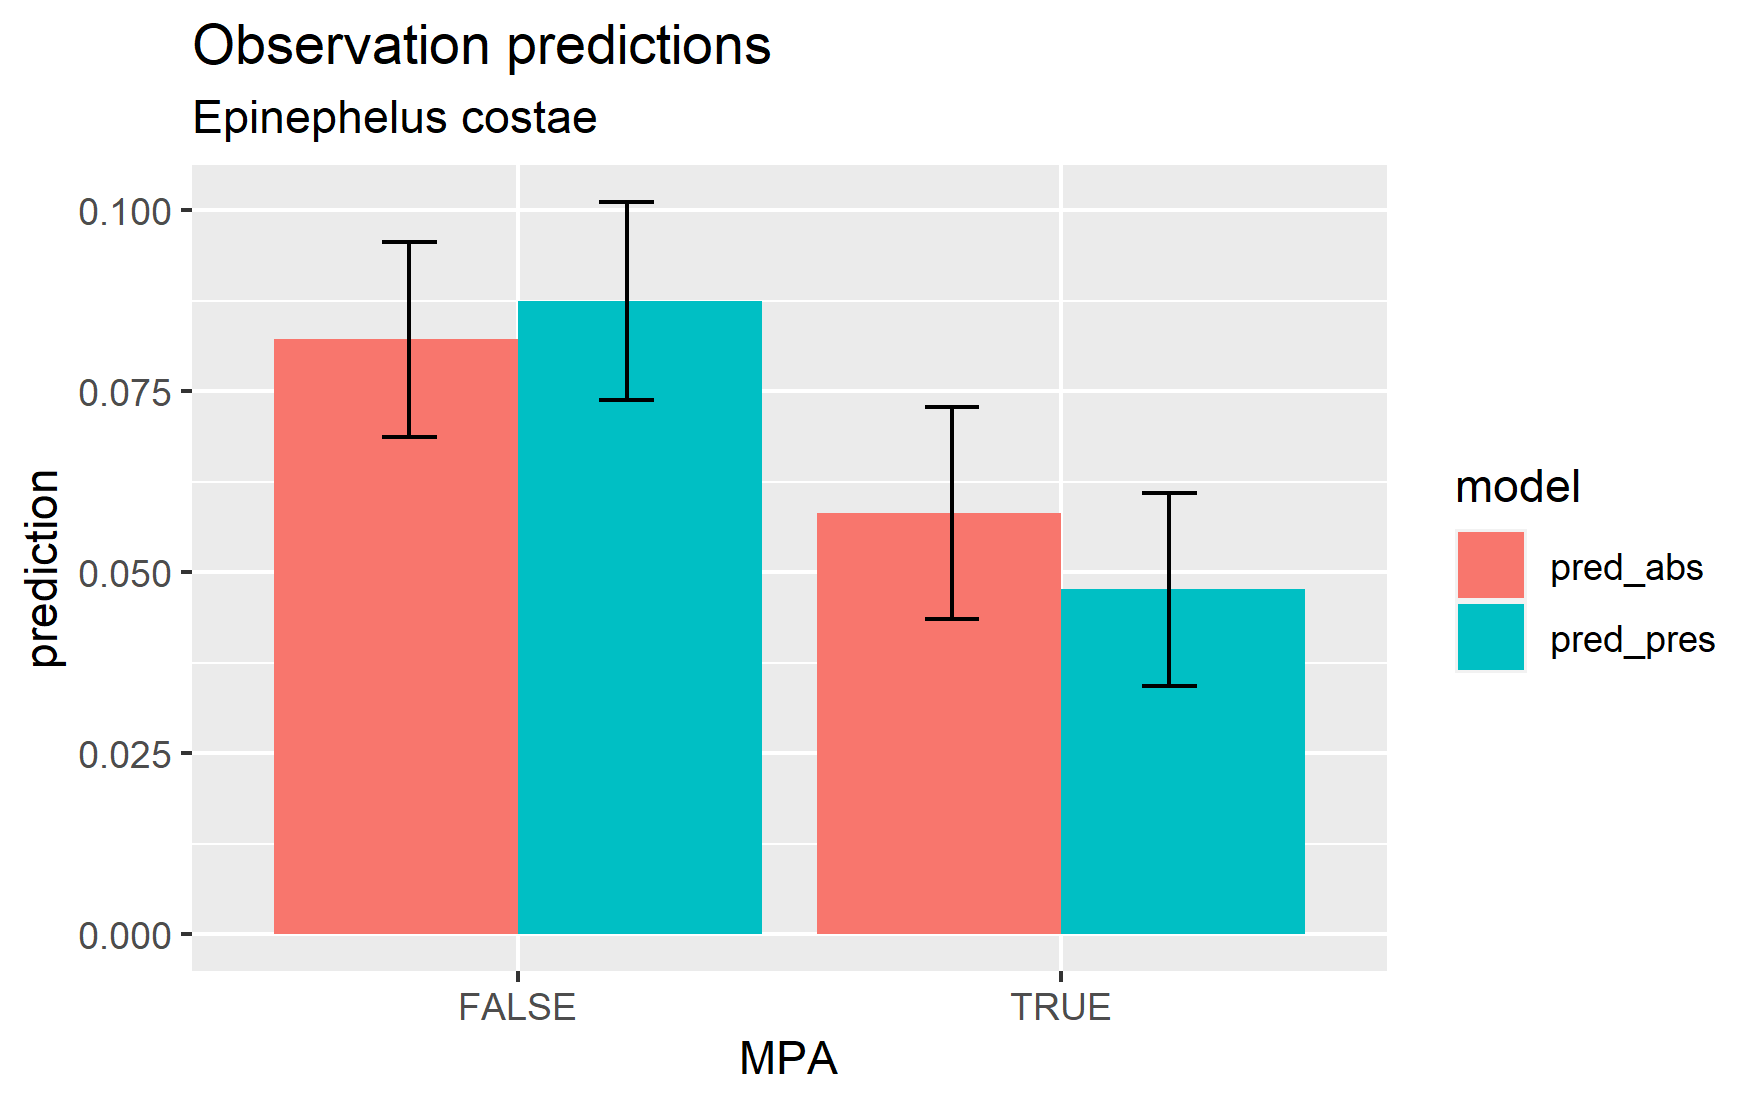 Observation predictions
Epinephelus costae
0.100
0.075
0.050
0.025
0.000
prediction
FALSE
TRUE
MPA
model
pred_abs
pred_pres